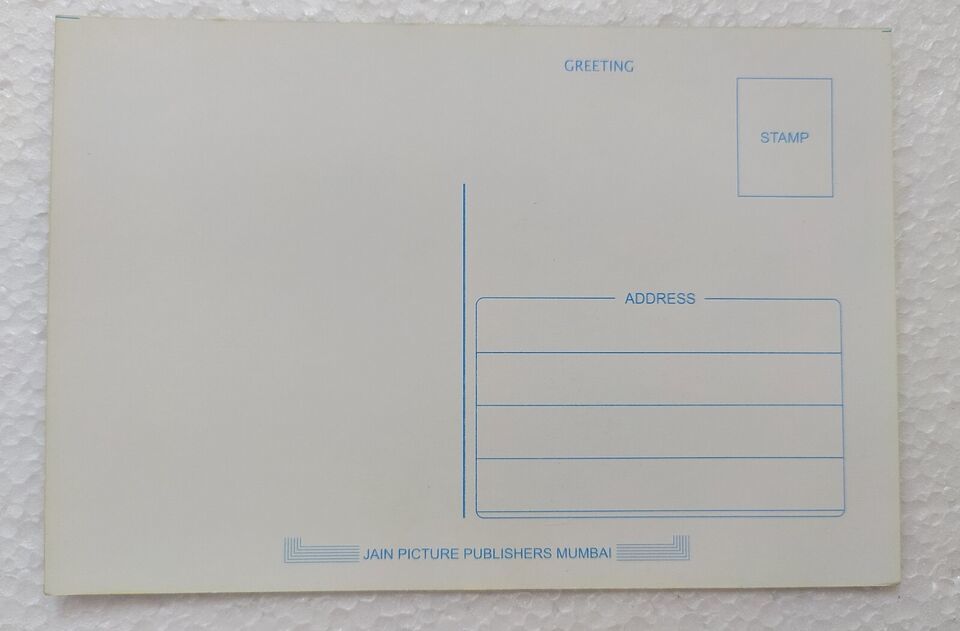 GREETING
STAMP
ADDRESS
JAIN PICTURE PUBLISHERS MUMBAI